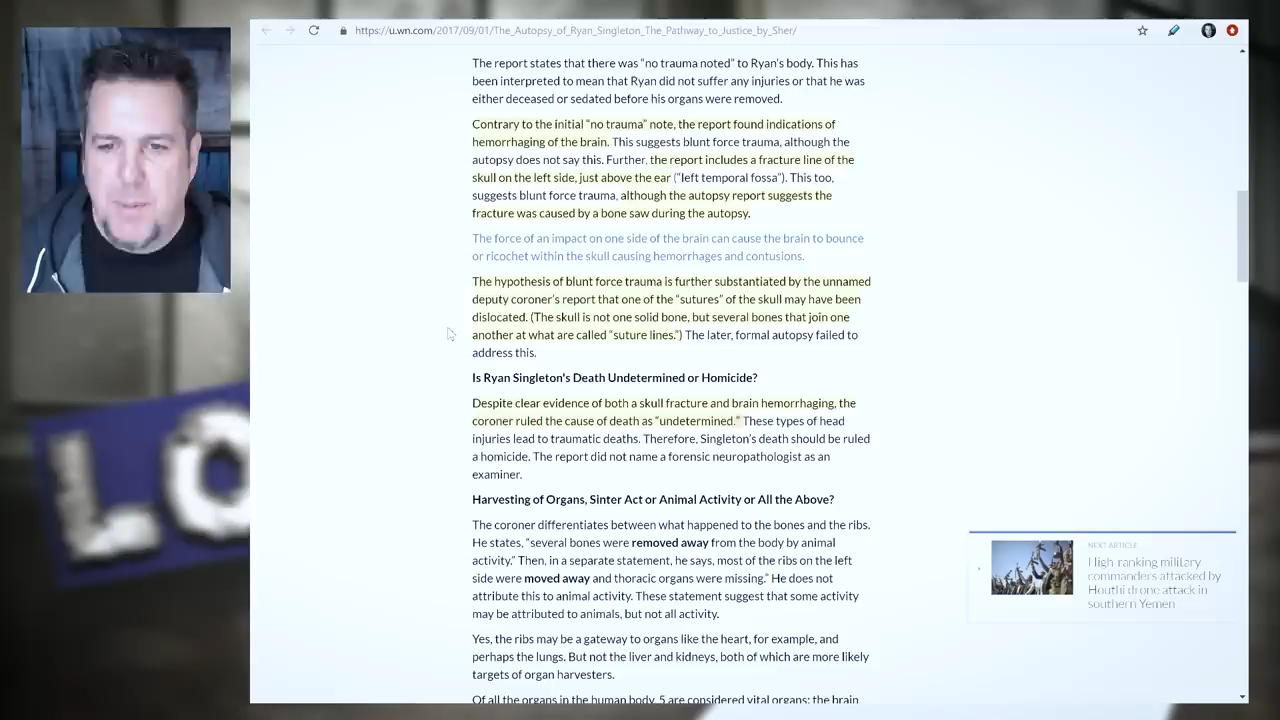 https://u.wn.com/2017/09/01/The_Autopsy_of_Ryan_Singleton_The_Pathway_to_Justice_by_Sher/
The report states that there was “no trauma noted” to Ryan’s body. This has
been interpreted to mean that Ryan did not suffer any injuries or that he was
either deceased or sedated before his organs were removed.
Contrary to the initial “no trauma” note, the report found indications of
hemorrhaging of the brain. This suggests blunt force trauma, although the
autopsy does not say this. Further, the report includes a fracture line of the
skull on the left side, just above the ear (“left temporal fossa”). This too,
suggests blunt force trauma, although the autopsy report suggests the
fracture was caused by a bone saw during the autopsy.
The force of an impact on one side of the brain can cause the brain to bounce
or ricochet within the skull causing hemorrhages and contusions.
The hypothesis of blunt force trauma is further substantiated by the unnamed
deputy coroner’s report that one of the “sutures” of the skull may have been
dislocated. (The skull is not one solid bone, but several bones that join one
another at what are called “suture lines.”) The later, formal autopsy failed to
address this.
Is Ryan Singleton's Death Undetermined or Homicide?
Despite clear evidence of both a skull fracture and brain hemorrhaging, the
coroner ruled the cause of death as “undetermined.” These types of head
injuries lead to traumatic deaths. Therefore, Singleton’s death should be ruled
a homicide. The report did not name a forensic neuropathologist as an
examiner.
Harvesting of Organs, Sinter Act or Animal Activity or All the Above?
The coroner differentiates between what happened to the bones and the ribs.
He states, “several bones were removed away from the body by animal
activity.” Then, in a separate statement, he says, most of the ribs on the left
side were moved away and thoracic organs were missing.” He does not
attribute this to animal activity. These statement suggest that some activity
may be attributed to animals, but not all activity.
Yes, the ribs may be a gateway to organs like the heart, for example, and
perhaps the lungs. But not the liver and kidneys, both of which are more likely
targets of organ harvesters.
Of all the organs in the human body, 5 are considered vital organs: the brain
NEXT ARTICLE
High-ranking military
commanders attacked by
Houthi drone attack in
southern Yemen
LO